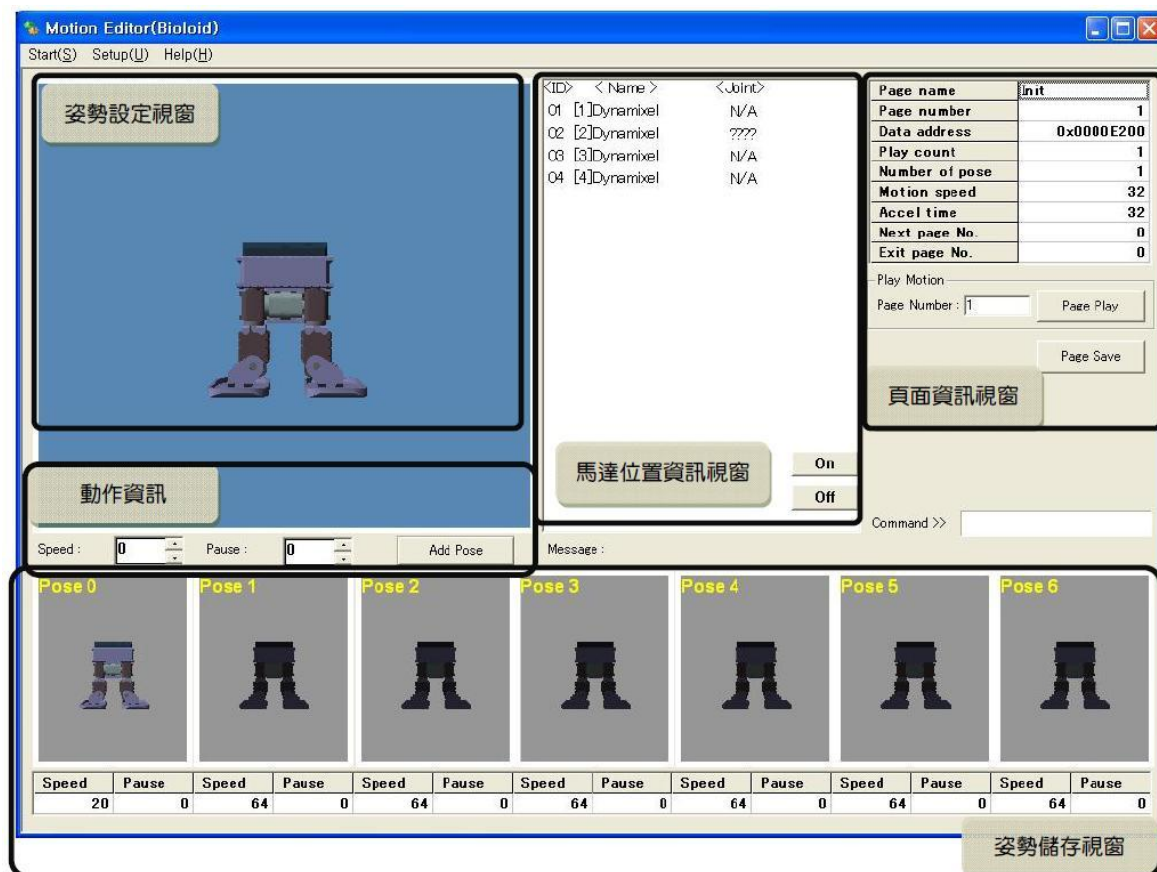 Motion Editor(Bioloid)
Start(S) Setup(U) Help(H)
姿勢設定視窗
<ID> < Name > <Joint>
01 [1]Dynamixel N/A
02 [2]Dynamixel ????
03 [3]Dynamixel N/A
04 [4]Dynamixel N/A
馬達位置資訊視窗
On
Off
Page name Init
Page number 1
Data address 0x0000E200
Play count 1
Number of pose 1
Motion speed 32
Accel time 32
Next page No. 0
Exit page No. 0
Play Motion
Page Number : 1 Page Play
Page Save
頁面資訊視窗
Command >>
動作資訊
Speed : 0 Pause : 0 Add Pose
Message :
Pose 0 Pose 1 Pose 2 Pose 3 Pose 4 Pose 5 Pose 6
Speed Pause Speed Pause Speed Pause Speed Pause Speed Pause Speed Pause Speed Pause
20 0 64 0 64 0 64 0 64 0 64 0 64 0
姿勢儲存視窗